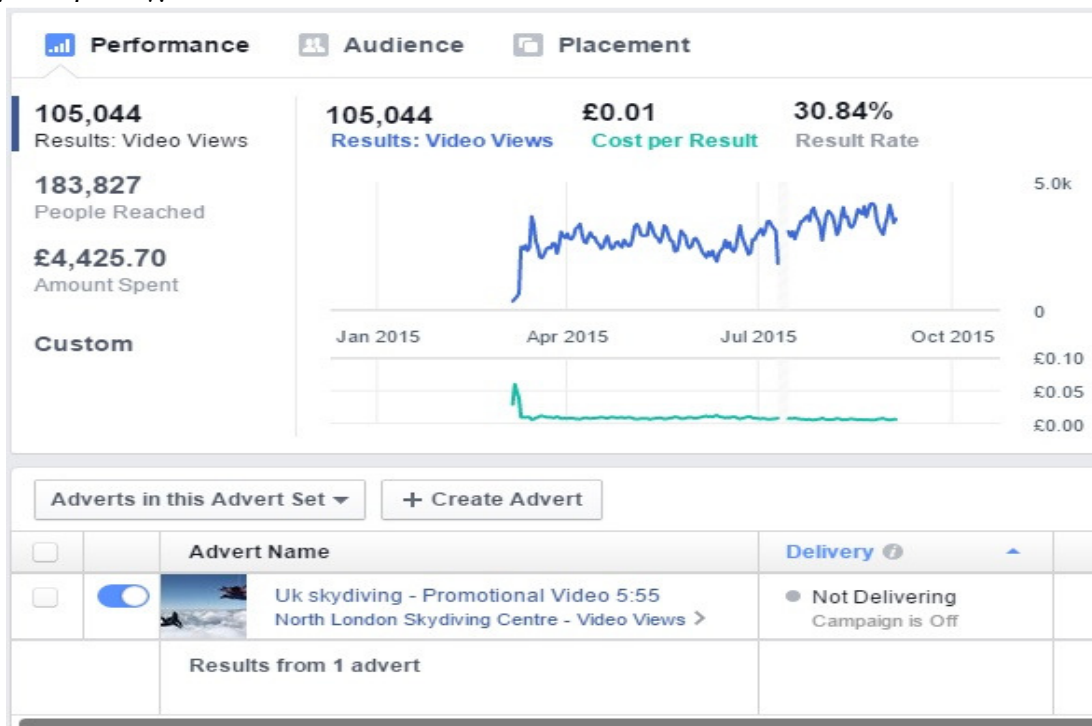 Performance Audience Placement
105,044
Results: Video Views
183,827
People Reached
£4,425.70
Amount Spent
Custom
105,044 £0.01 30.84%
Results: Video Views Cost per Result Result Rate
5.0k
0
Jan 2015 Apr 2015 Jul 2015 Oct 2015
£0.10
£0.05
£0.00
Adverts in this Advert Set + Create Advert
Advert Name Delivery
Uk skydiving - Promotional Video 5:55 Not Delivering
North London Skydiving Centre - Video Views > Campaign is Off
Results from 1 advert